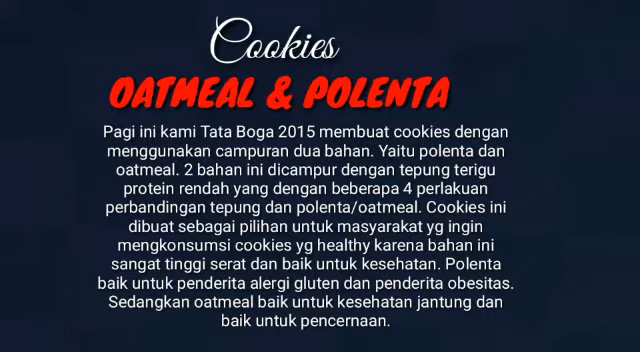 Cookies
OATMEAL & POLENTA
Pagi ini kami Tata Boga 2015 membuat cookies dengan
menggunakan campuran dua bahan. Yaitu polenta dan
oatmeal. 2 bahan ini dicampur dengan tepung terigu
protein rendah yang dengan beberapa 4 perlakuan
perbandingan tepung dan polenta/oatmeal. Cookies ini
dibuat sebagai pilihan untuk masyarakat yg ingin
mengkonsumsi cookies yg healthy karena bahan ini
sangat tinggi serat dan baik untuk kesehatan. Polenta
baik untuk penderita alergi gluten dan penderita obesitas.
Sedangkan oatmeal baik untuk kesehatan jantung dan
baik untuk pencernaan.